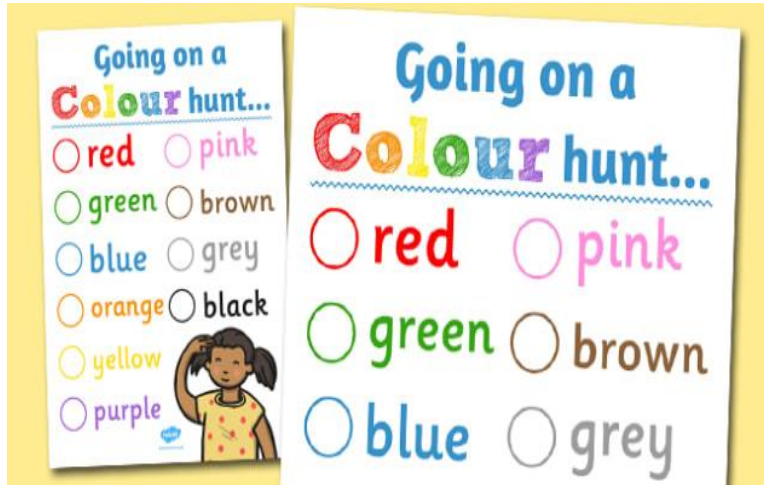 Going on a
Colour hunt...
red pink
green brown
blue grey
orange black
yellow
purple
Going on a
Colour hunt...
red pink
green brown
blue grey